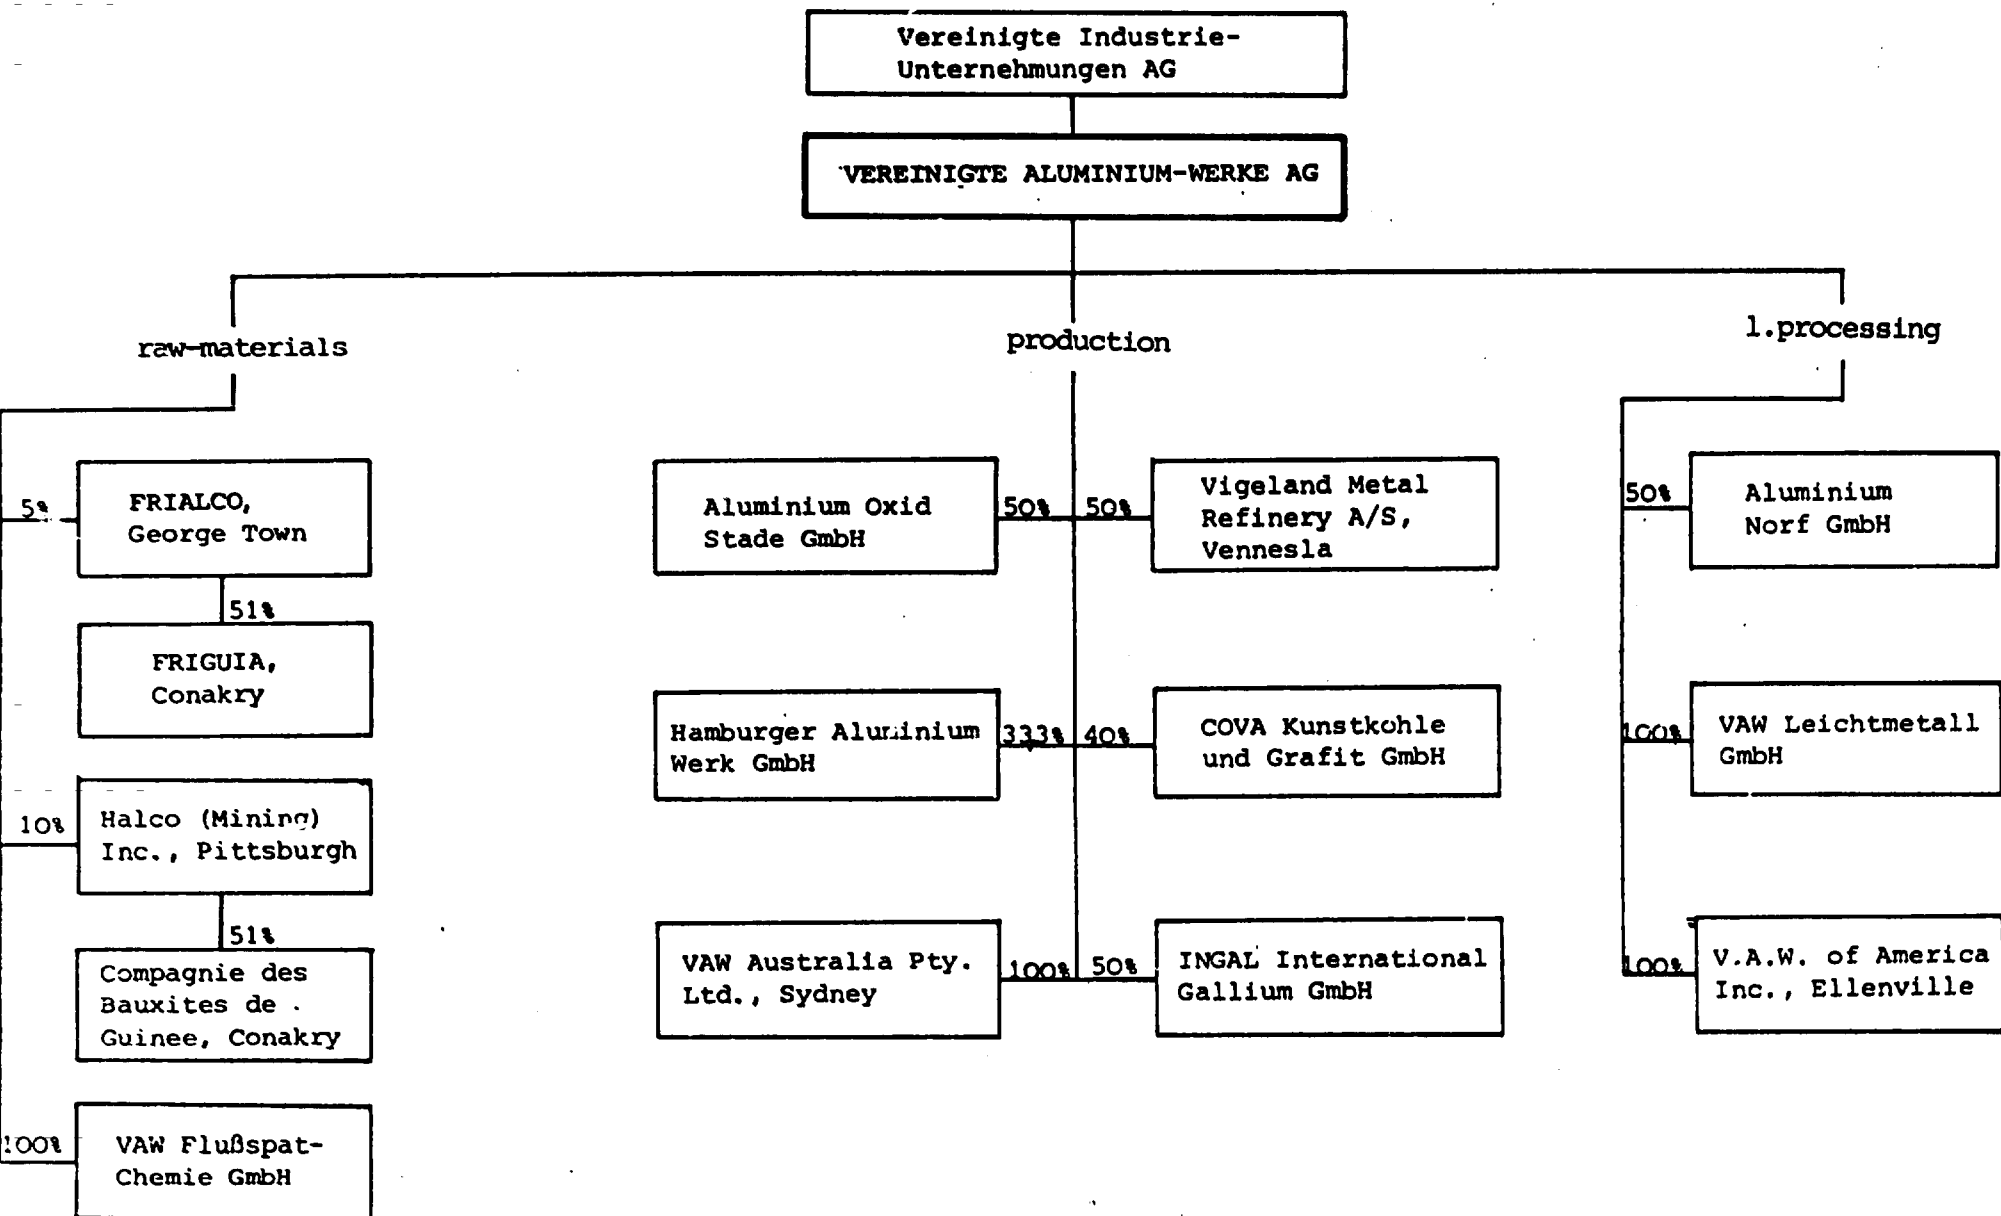 Vereinigte Industrie-
Unternehmungen AG
VEREINIGTE ALUMINIUM-WERKE AG
raw-materials
production
1.processing
5%
FRIALCO,
George Town
51%
FRIGUIA,
Conakry
10%
Halco (Mining)
Inc., Pittsburgh
51%
Compagnie des
Bauxites de
Guinee, Conakry
100%
VAW Flußspat-
Chemie GmbH
Aluminium Oxid
Stade GmbH
50%
50%
Vigeland Metal
Refinery A/S,
Vennesla
Hamburger Aluminium
Werk GmbH
333%
40%
COVA Kunstkohle
und Grafit GmbH
VAW Australia Pty.
Ltd., Sydney
100%
50%
INGAL International
Gallium GmbH
50%
Aluminium
Norf GmbH
100%
VAW Leichtmetall
GmbH
100%
V.A.W. of America
Inc., Ellenville